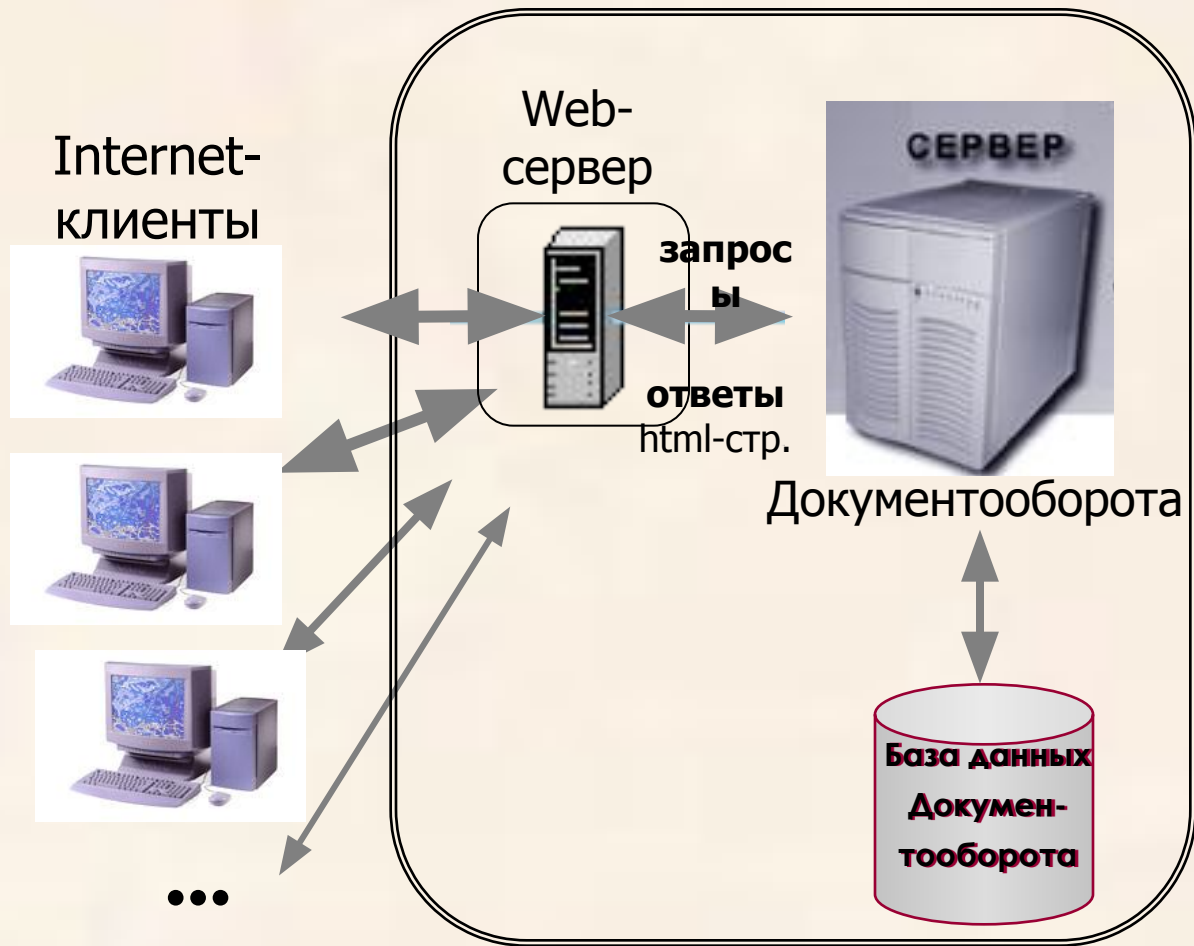 Internet-
клиенты
Web-
сервер
запрос
ы
ответы
html-стр.
СЕРВЕР
Документооборота
База данных
Докумен-
тооборота
...